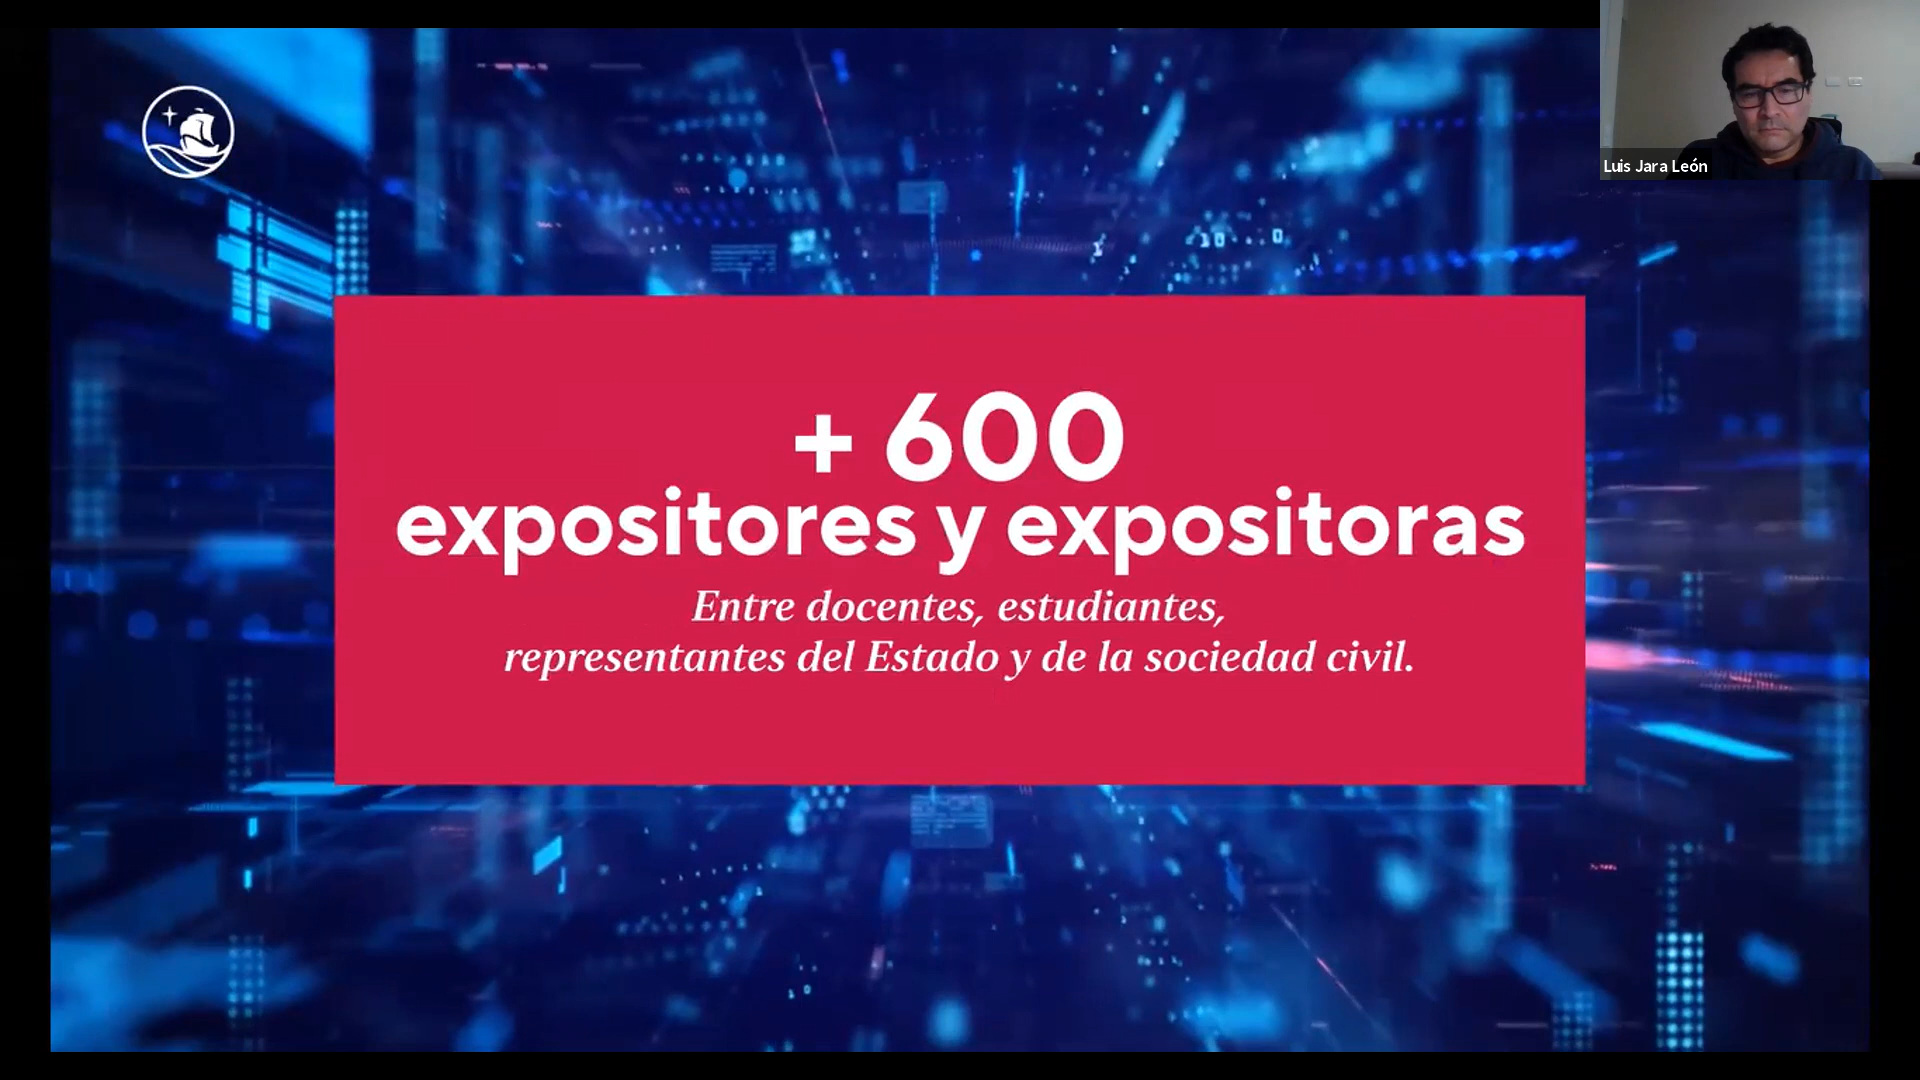 Luis Jara León
+ 600
expositores y expositoras
Entre docentes, estudiantes,
representantes del Estado y de la sociedad civil.